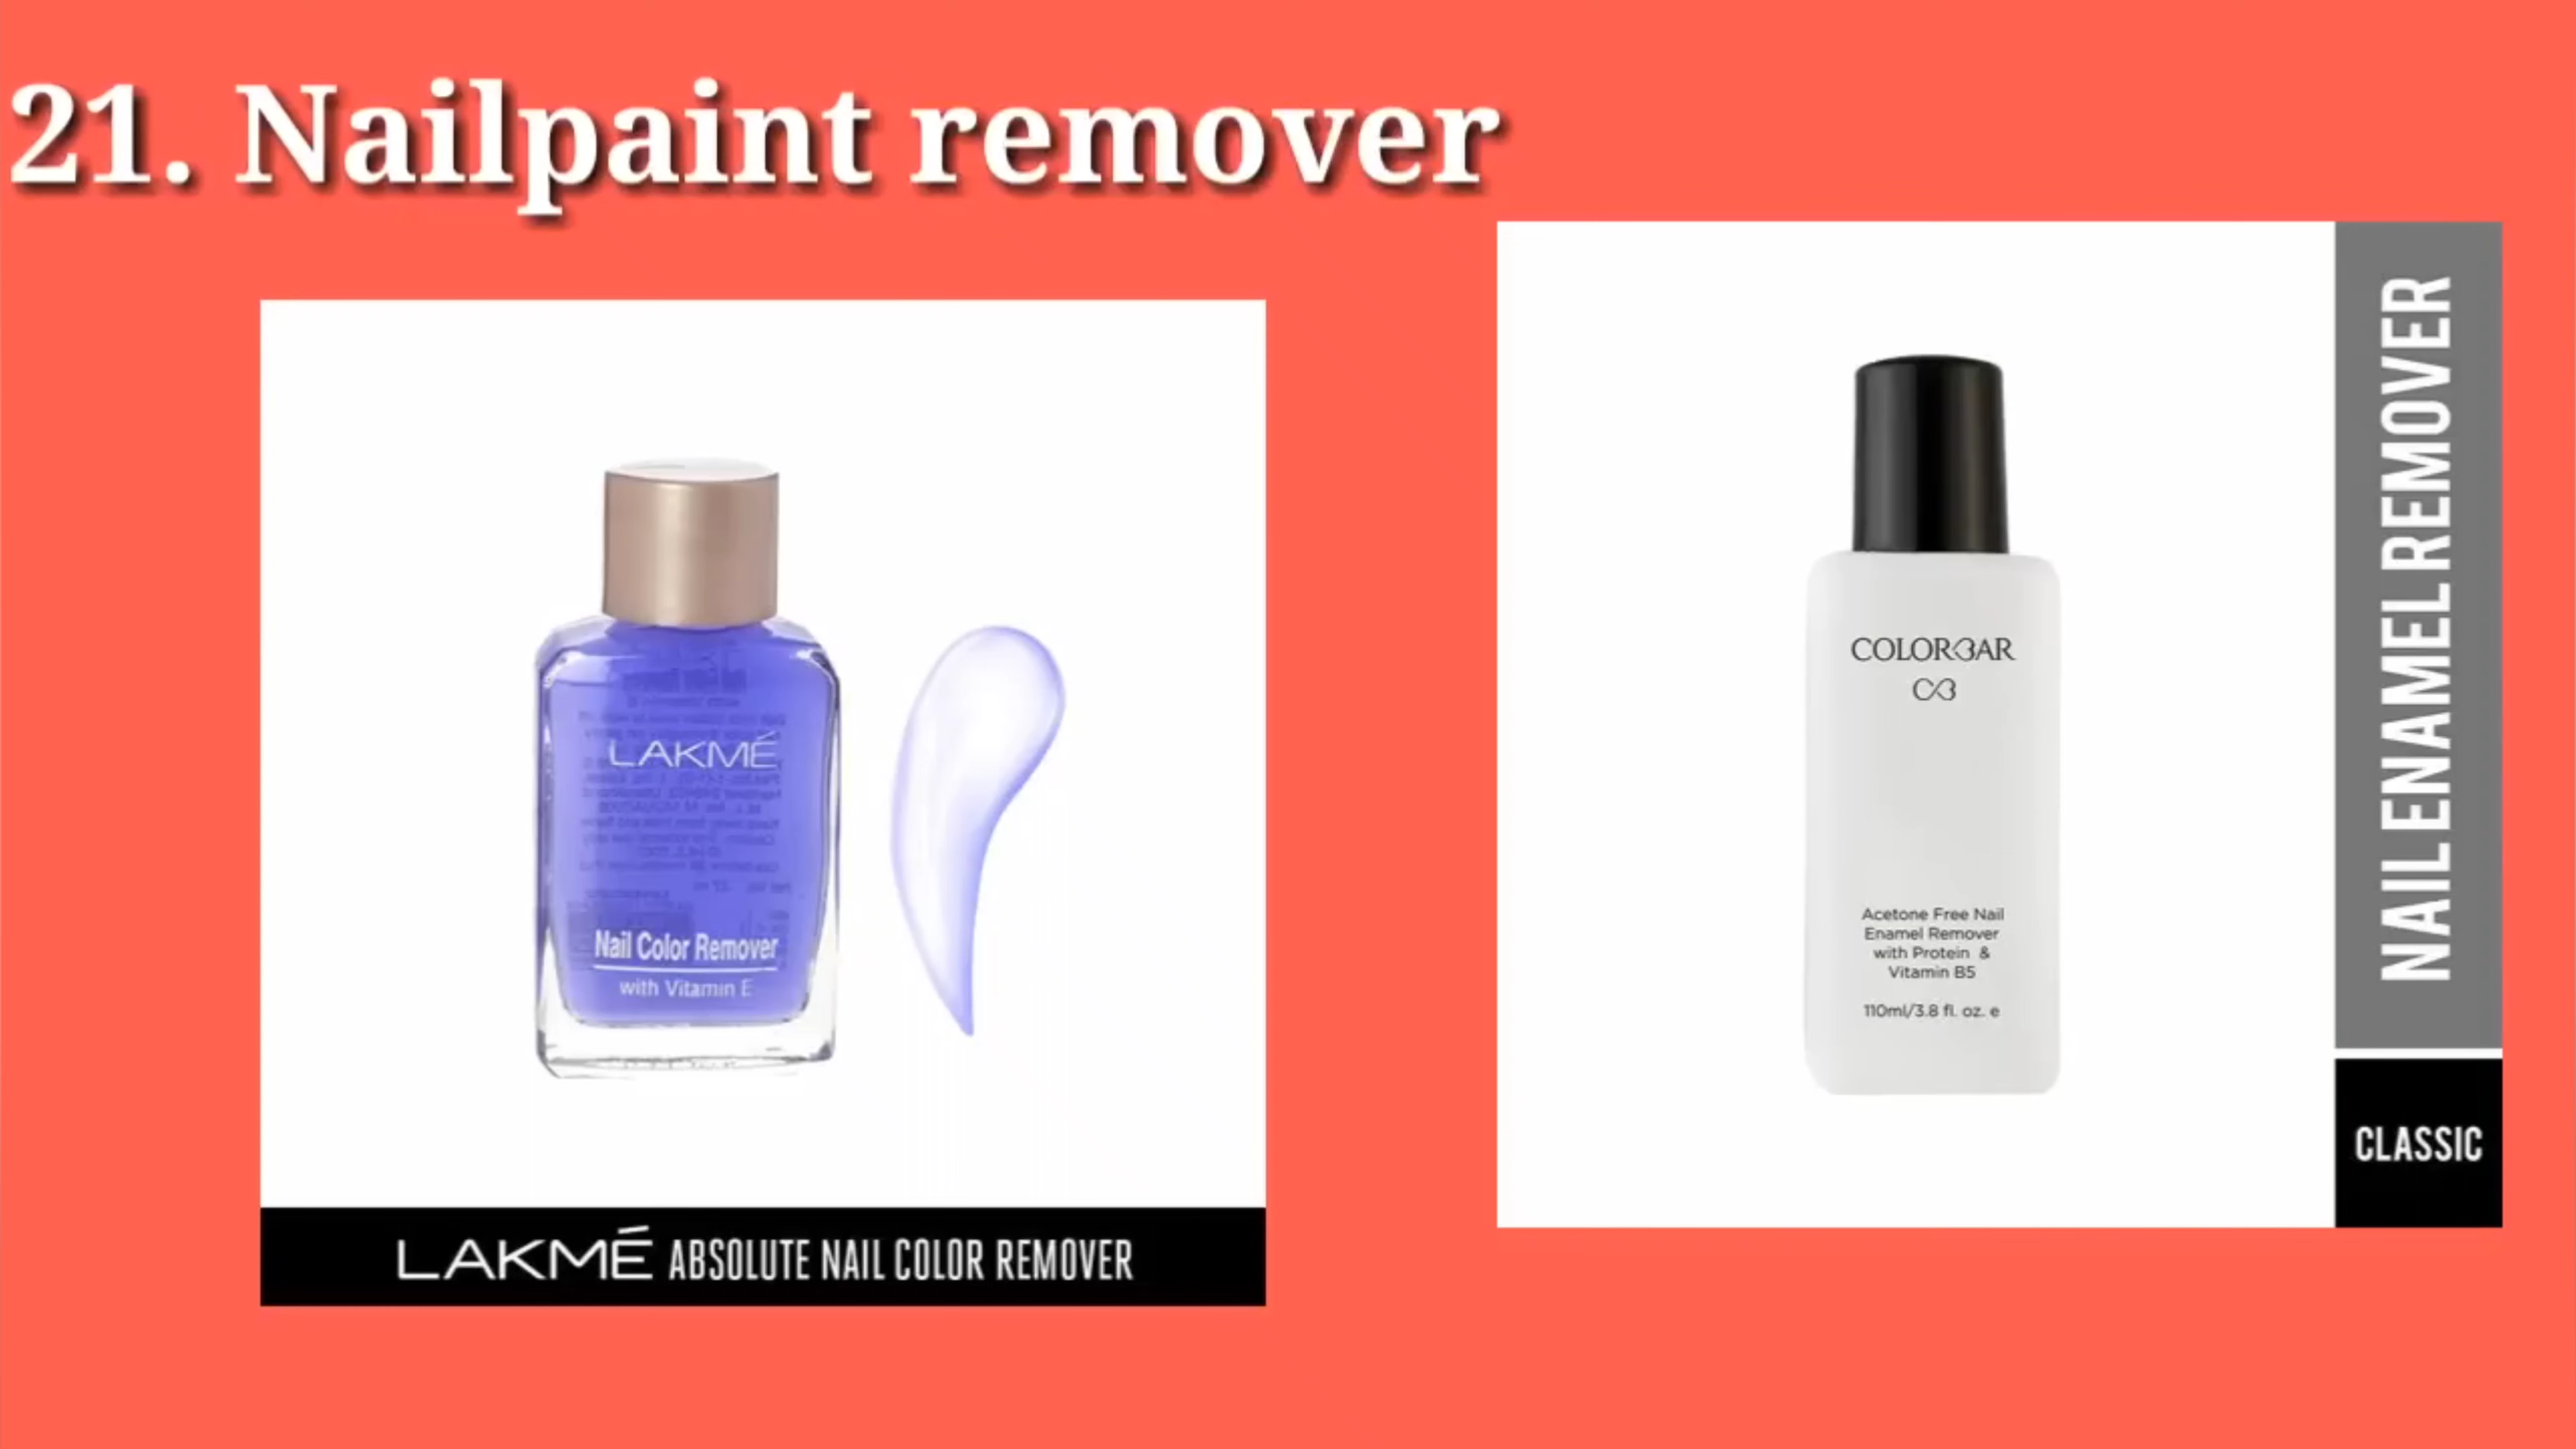 21. Nailpaint remover
LAKMÉ
Nail Color Remover
with Vitamin E
LAKMÉ ABSOLUTE NAIL COLOR REMOVER
COLORBAR
CB
Acetone Free Nail
Enamel Remover
with Protein &
Vitamin B5
110ml/3.8 fl. oz. e
NAIL ENAMEL REMOVER
CLASSIC